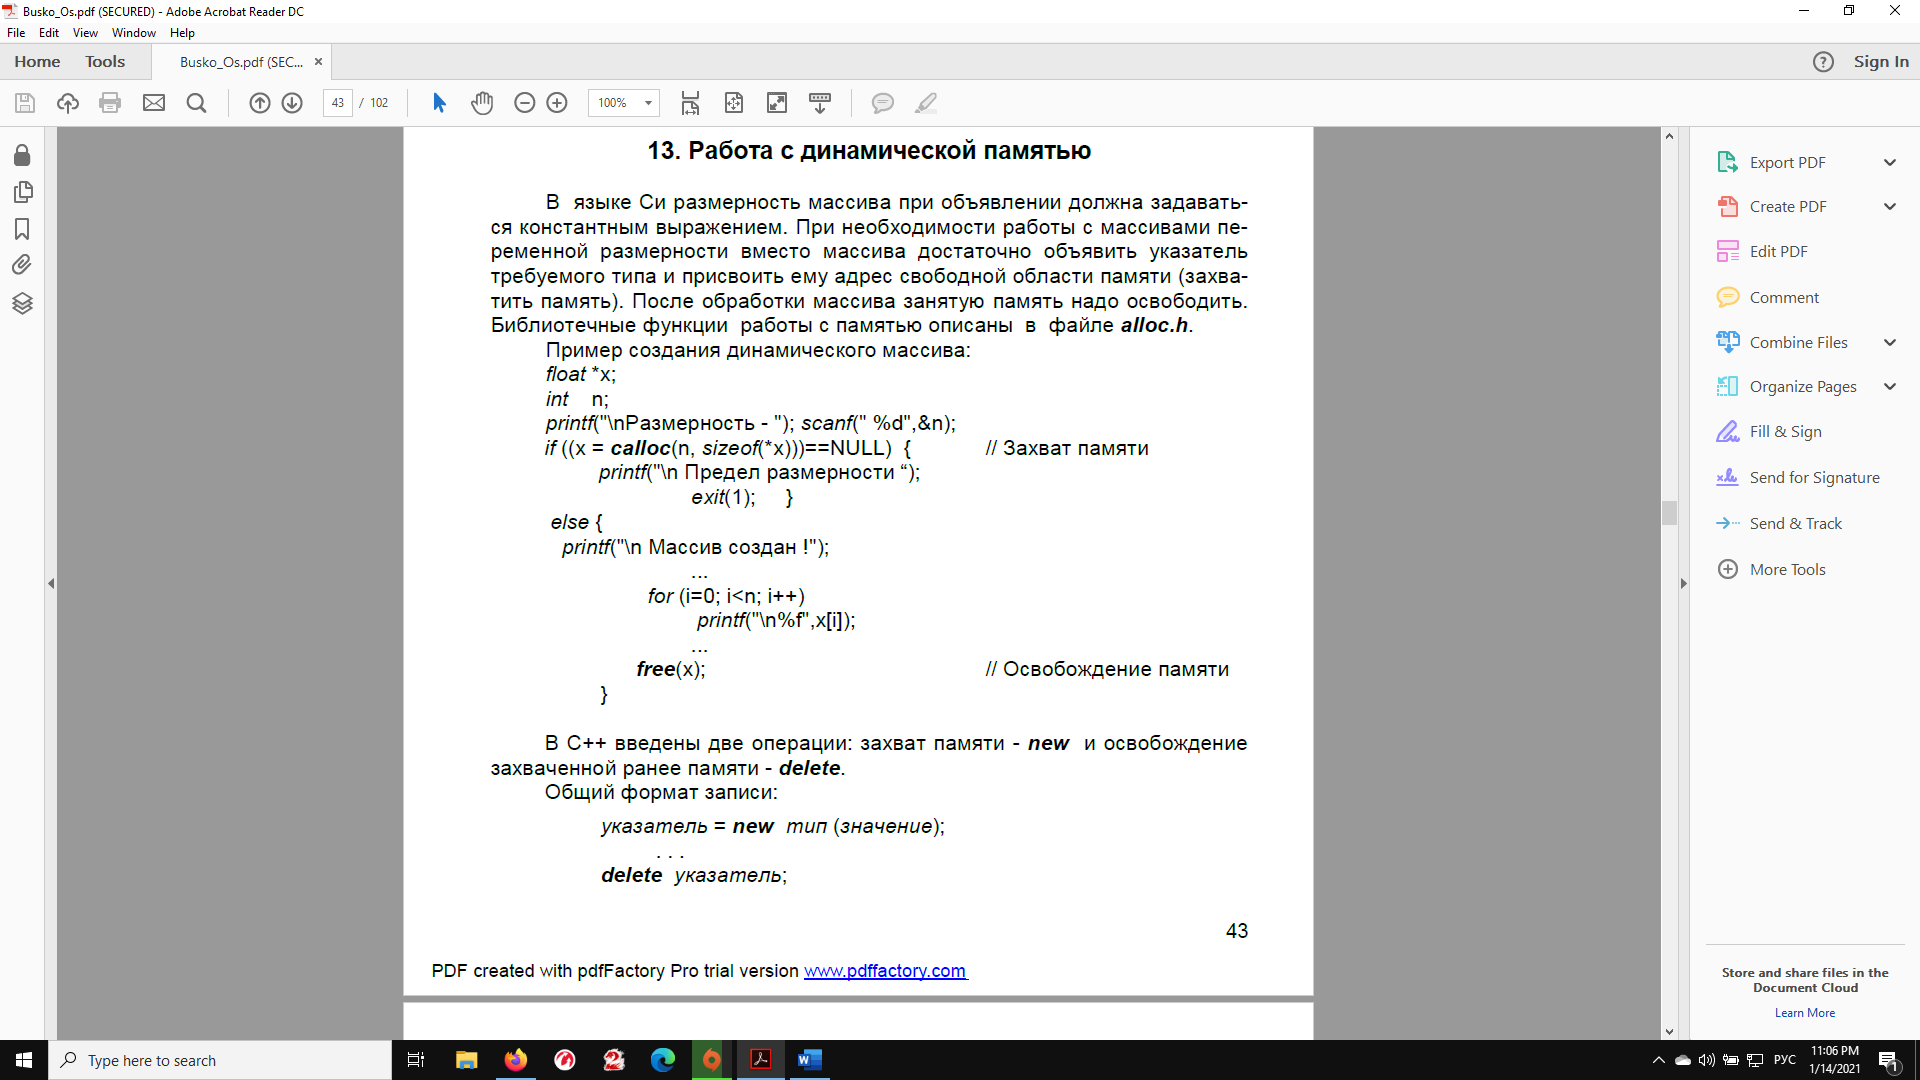 Busko_Os.pdf (SECURED) - Adobe Acrobat Reader DC
File Edit View Window Help
Home Tools Busko_Os.pdf (SEC... × Sign In
43 / 102 100%
13. Работа с динамической памятью
В языке Си размерность массива при объявлении должна задавать-
ся константным выражением. При необходимости работы с массивами пе-
ременной размерности вместо массива достаточно объявить указатель
требуемого типа и присвоить ему адрес свободной области памяти (захва-
тить память). После обработки массива занятую память надо освободить.
Библиотечные функции работы с памятью описаны в файле alloc.h.
Пример создания динамического массива:
float *x;
int n;
printf("\nРазмерность - "); scanf(" %d",&n);
if ((x = calloc(n, sizeof(*x)))==NULL) { // Захват памяти
printf("\n Предел размерности “);
exit(1); }
else {
printf("\n Массив создан !");
...
for (i=0; i<n; i++)
printf("\n%f",x[i]);
...
free(x); // Освобождение памяти
}
В С++ введены две операции: захват памяти - new и освобождение
захваченной ранее памяти - delete.
Общий формат записи:
указатель = new тип (значение);
. . .
delete указатель;
43
PDF created with pdfFactory Pro trial version www.pdffactory.com
Export PDF
Create PDF
Edit PDF
Comment
Combine Files
Organize Pages
Fill & Sign
Send for Signature
Send & Track
More Tools
Store and share files in the
Document Cloud
Learn More
Type here to search
РУС
11:06 PM
1/14/2021
1